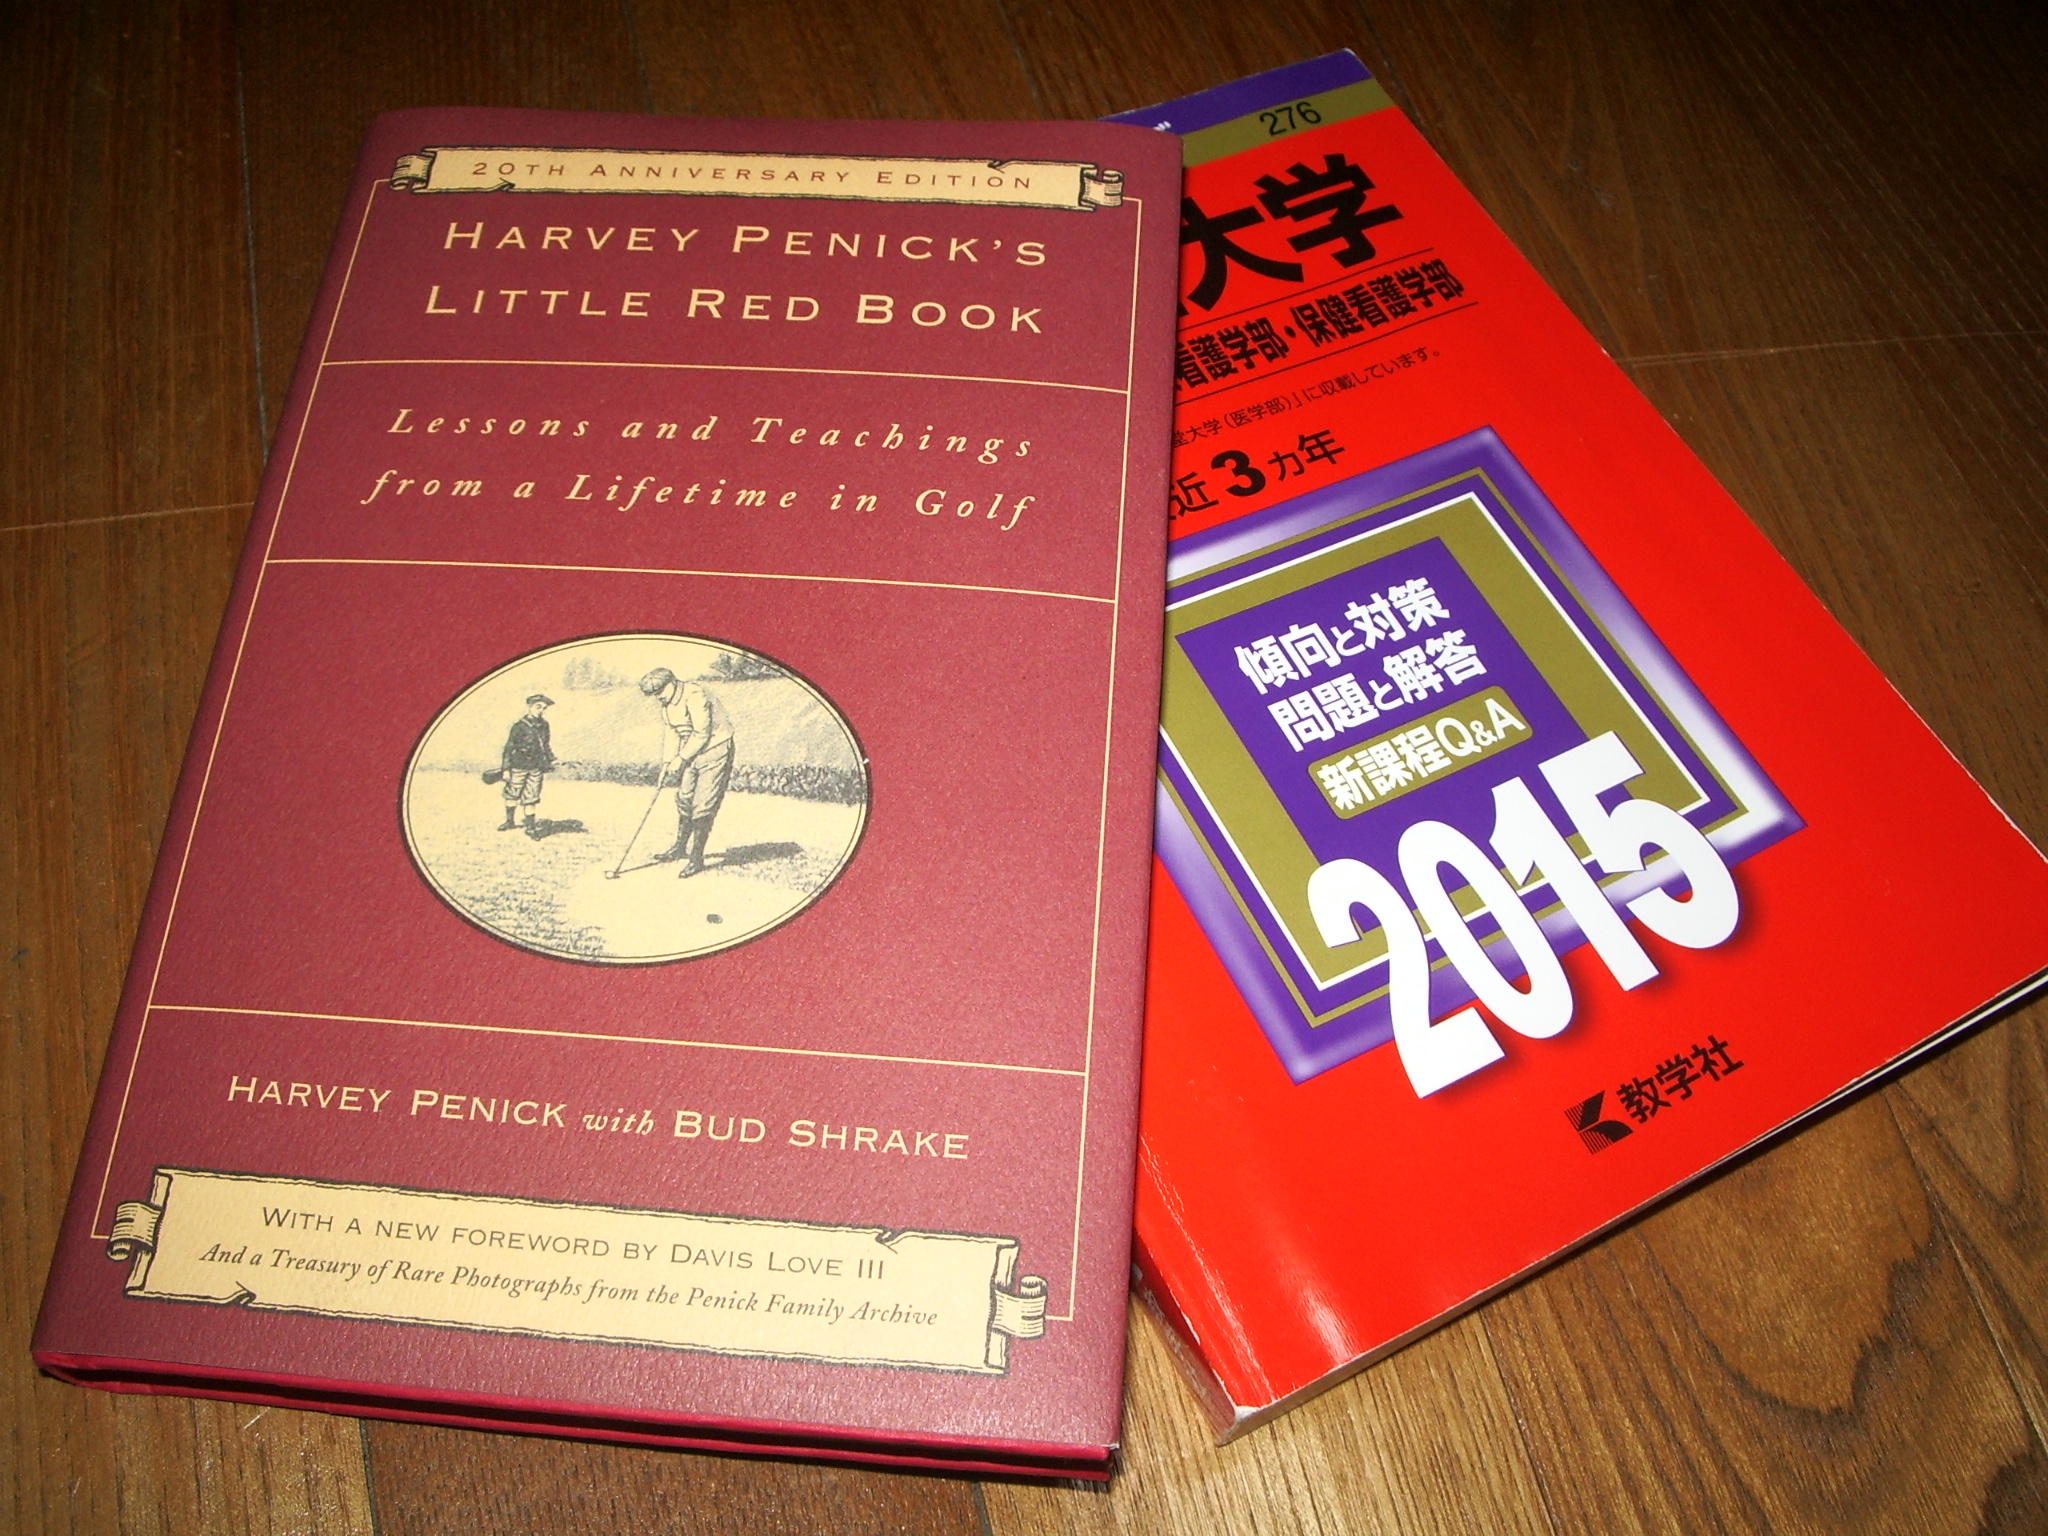 20TH ANNIVERSARY EDITION
HARVEY PENICK'S
LITTLE RED BOOK
Lessons and Teachings
from a Lifetime in Golf
HARVEY PENICK with BUD SHRAKE
WITH A NEW FOREWORD BY DAVIS LOVE III
And a Treasury of Rare Photographs from the Penick Family Archive
276
大学
看護学部・保健看護学部
堂大学(医学部)」に収載しています。
近3カ年
傾向と対策
問題と解答
新課程Q&A
2015
教学社